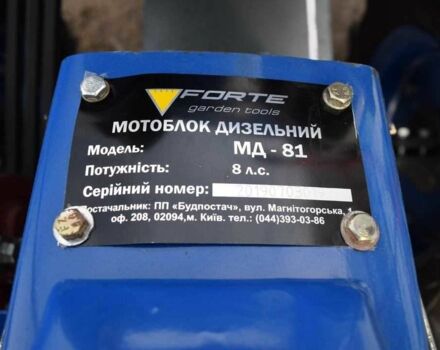 FORTE
garden tools
МОТОБЛОК ДИЗЕЛЬНИЙ
Модель: МД - 81
Потужність: 8 л.с.
Серійний номер:
Постачальник: ПП «Будпостач», вул. Магнітогорська, 1
оф. 208, 02094,м. Київ. тел.: (044)393-03-86